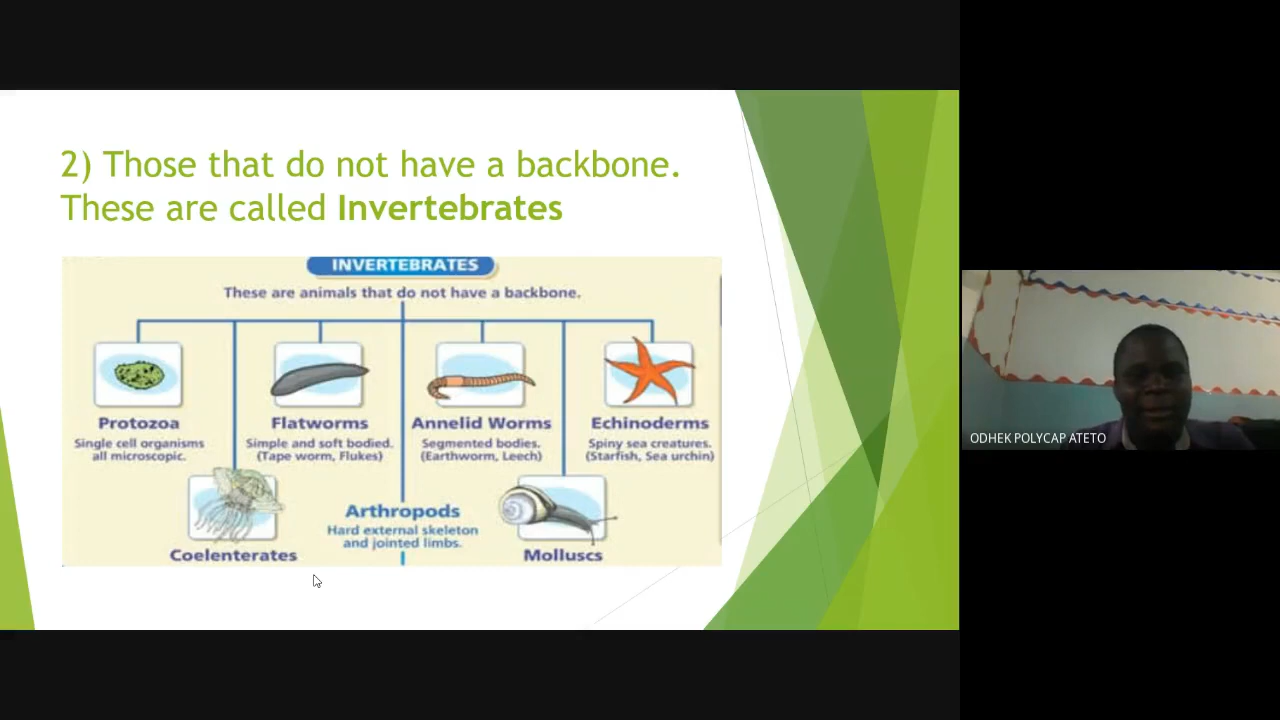 2) Those that do not have a backbone.
These are called Invertebrates
INVERTEBRATES
These are animals that do not have a backbone.
Protozoa
Single cell organisms
all microscopic.
Flatworms
Simple and soft bodied.
(Tape worm, Flukes)
Annelid Worms
Segmented bodies.
(Earthworm, Leech)
Echinoderms
Spiny sea creatures.
(Starfish, Sea urchin)
Coelenterates
Arthropods
Hard external skeleton
and jointed limbs.
Molluscs
ODHEK POLYCAP ATETO